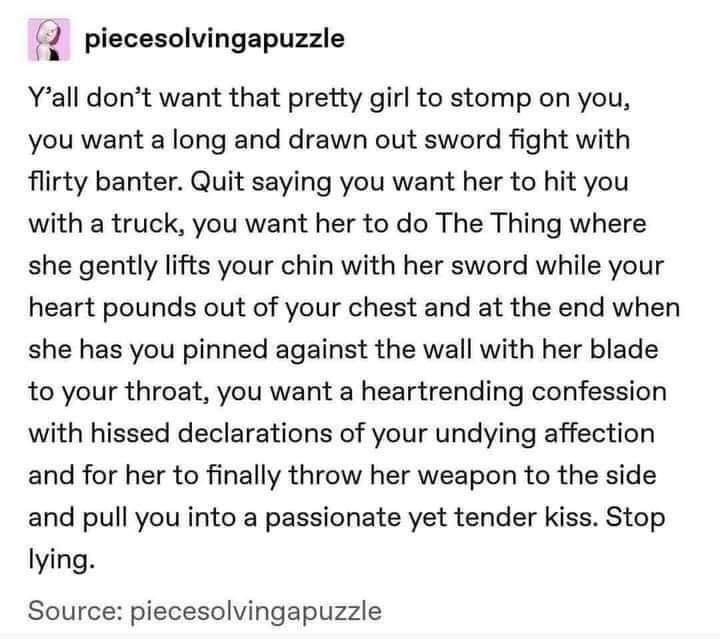 piecesolvingapuzzle
Y’all don’t want that pretty girl to stomp on you,
you want a long and drawn out sword fight with
flirty banter. Quit saying you want her to hit you
with a truck, you want her to do The Thing where
she gently lifts your chin with her sword while your
heart pounds out of your chest and at the end when
she has you pinned against the wall with her blade
to your throat, you want a heartrending confession
with hissed declarations of your undying affection
and for her to finally throw her weapon to the side
and pull you into a passionate yet tender kiss. Stop
lying.
Source: piecesolvingapuzzle